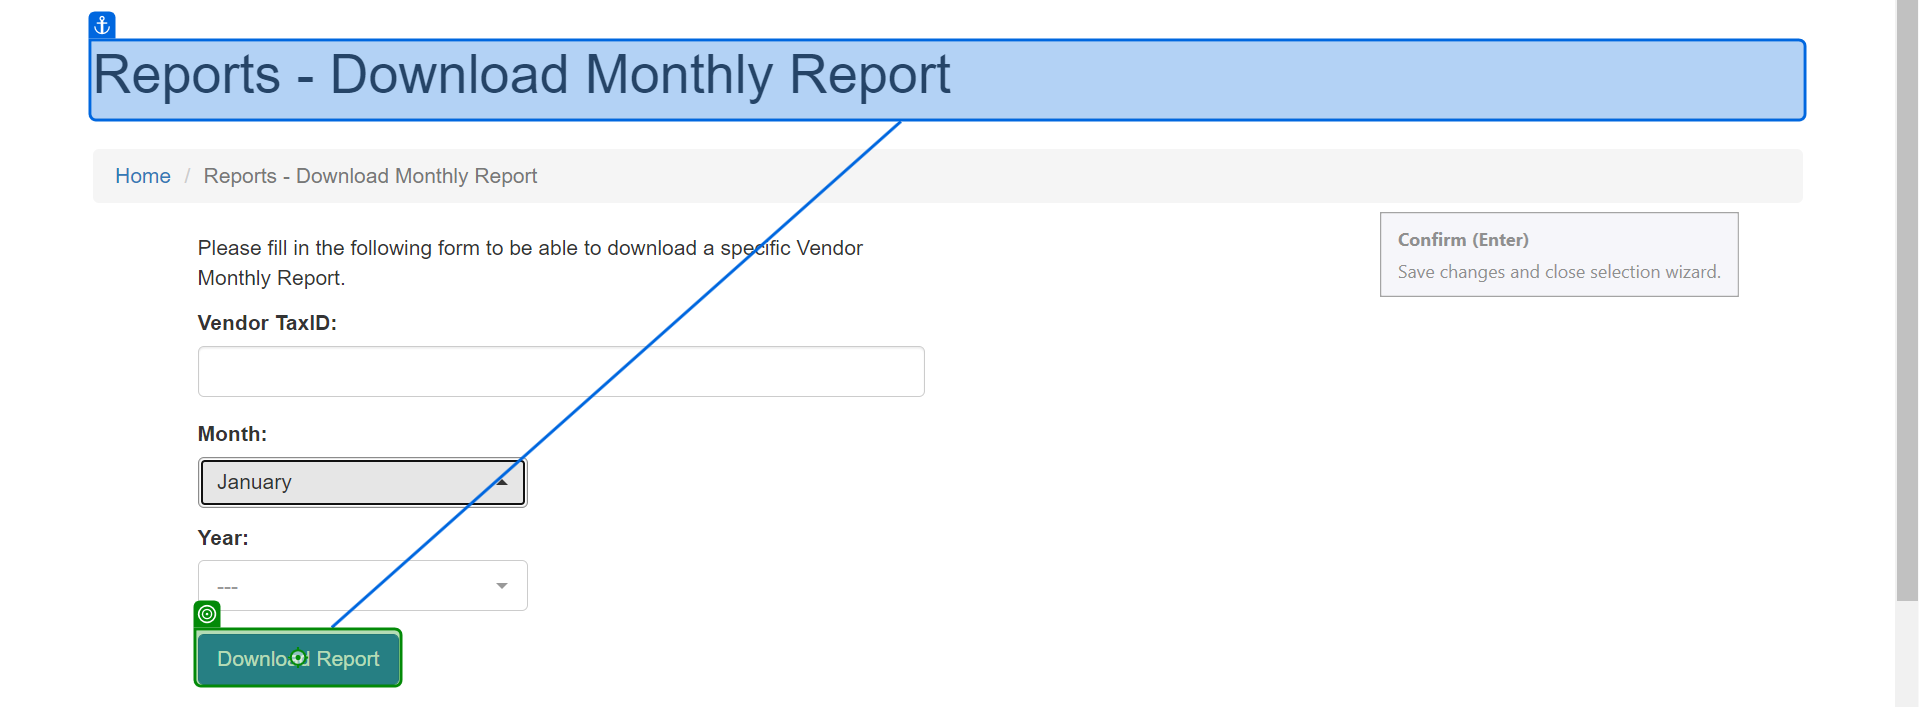 Reports - Download Monthly Report
Home / Reports - Download Monthly Report
Confirm (Enter)
Save changes and close selection wizard.
Please fill in the following form to be able to download a specific Vendor
Monthly Report.
Vendor TaxID:
Month:
January
Year:
---
Download Report